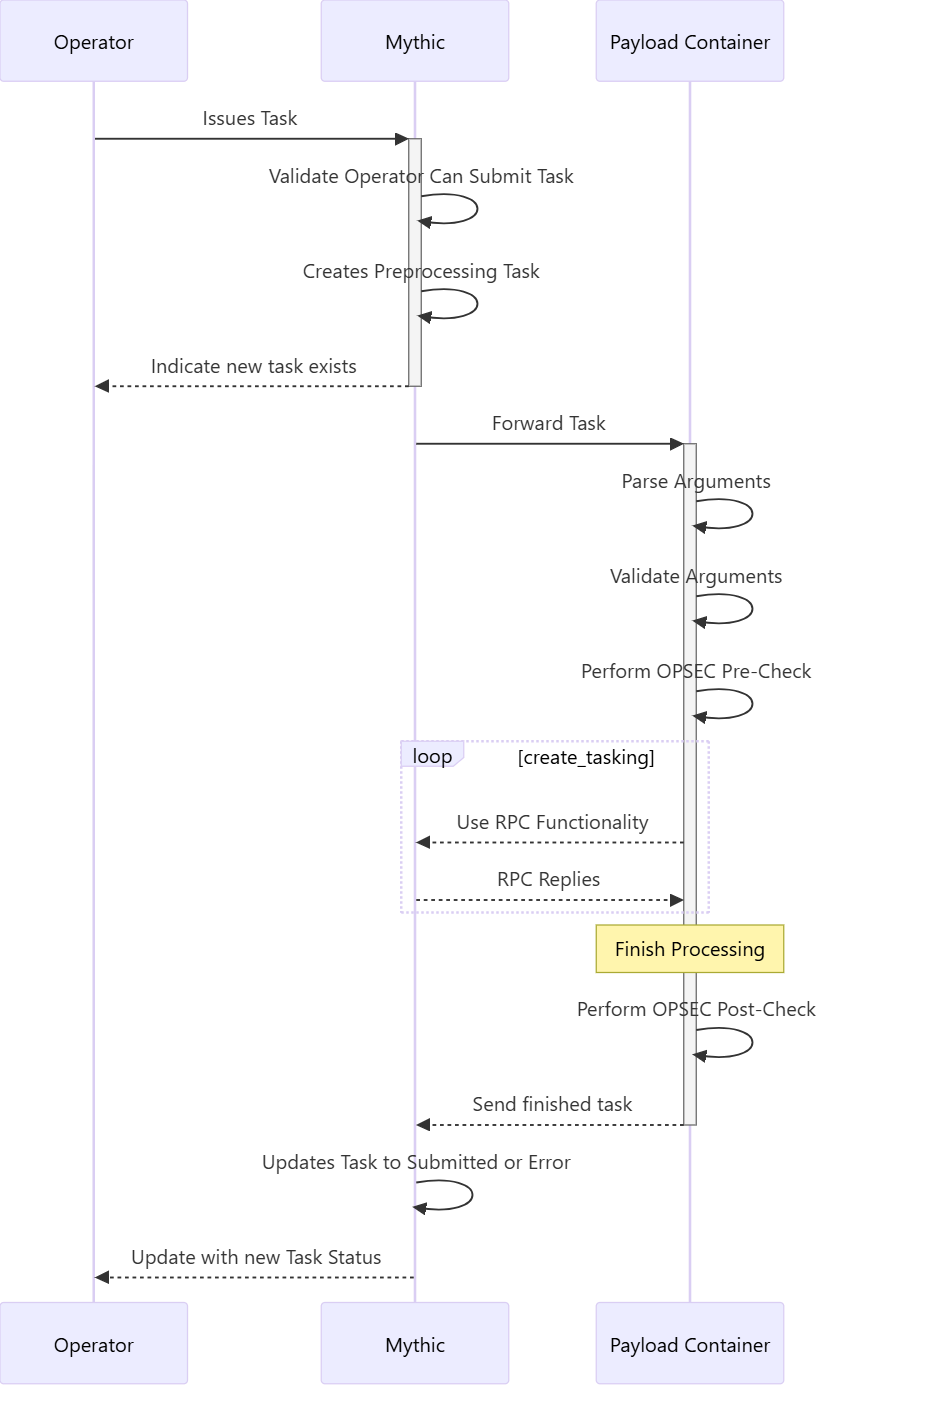 Operator
Mythic
Payload Container
Issues Task
Validate Operator Can Submit Task
Creates Preprocessing Task
Indicate new task exists
Forward Task
Parse Arguments
Validate Arguments
Perform OPSEC Pre-Check
loop
[create_tasking]
Use RPC Functionality
RPC Replies
Finish Processing
Perform OPSEC Post-Check
Send finished task
Updates Task to Submitted or Error
Update with new Task Status
Operator
Mythic
Payload Container